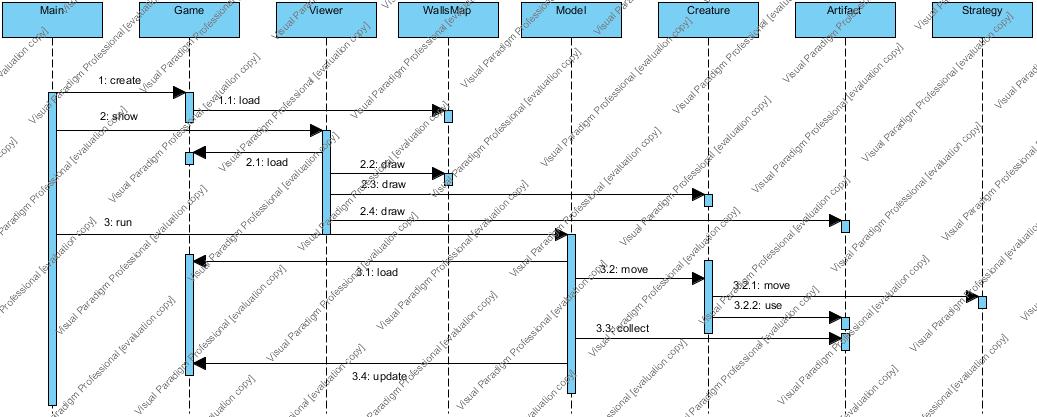 Main Game Viewer WallsMap Model Creature Artifact Strategy
1: create
1.1: load
2: show
2.1: load
2.2: draw
2.3: draw
2.4: draw
3: run
3.1: load
3.2: move
3.2.1: move
3.2.2: use
3.3: collect
3.4: update
Visual Paradigm Professional [evaluation copy]